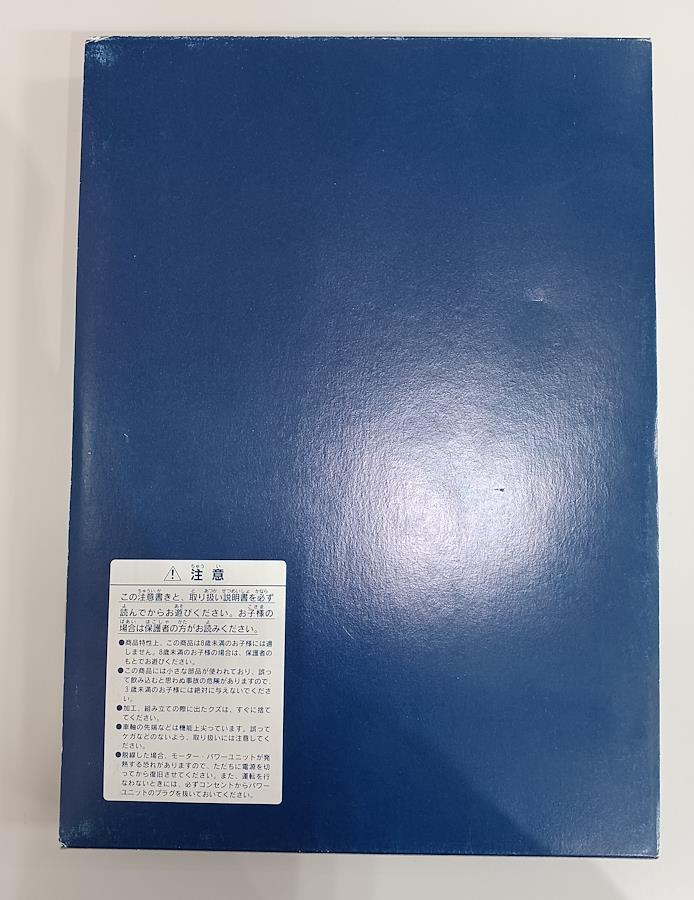 ⚠ 注意
この注意書きと、取り扱い説明書を必ず
読んでからお遊びください。お子様の
場合は保護者の方がお読みください。
●商品特性上、この商品は8歳未満のお子様には適
しません。8歳未満のお子様の場合は、保護者の
もとでお遊びください。
●この商品には小さな部品が使われており、誤っ
て飲み込むと思わぬ事故の危険がありますので、
3歳未満のお子様には絶対に与えないでくださ
い。
●加工、組み立ての際に出たクズは、すぐに捨て
てください。
●車軸の先端などは機能上尖っています。誤って
ケガなどのないよう、取り扱いには注意してく
ださい。
●脱線した場合、モーター・パワーユニットが発
熱する恐れがありますので、ただちに電源を切
ってから復旧させてください。また、運転を行
なわないときには、必ずコンセントからパワー
ユニットのプラグを抜いておいてください。